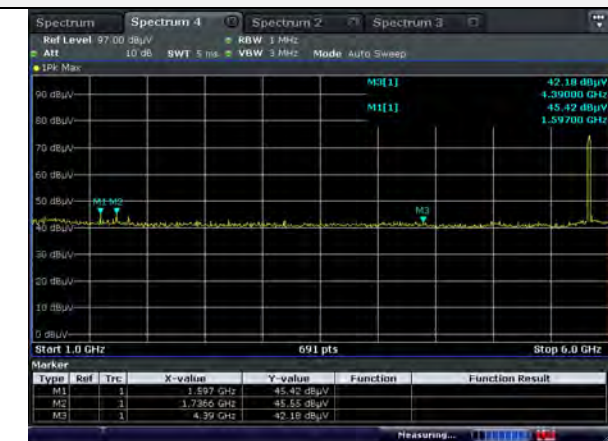 Spectrum Spectrum 4 Spectrum 2 Spectrum 3
Ref Level 97.00 dBµV RBW 1 MHz
Att 10 dB SWT 5 ms VBW 3 MHz Mode Auto Sweep
1Pk Max
M3[1] 42.18 dBµV
4.39000 GHz
M1[1] 45.42 dBµV
1.59700 GHz
90 dBµV
80 dBµV
70 dBµV
60 dBµV
50 dBµV
M1 M2
M3
40 dBµV
30 dBµV
20 dBµV
10 dBµV
0 dBµV
Start 1.0 GHz 691 pts Stop 6.0 GHz
Marker
Type Ref Trc X-value Y-value Function Function Result
M1 1 1.597 GHz 45.42 dBµV
M2 1 1.7366 GHz 45.55 dBµV
M3 1 4.39 GHz 42.18 dBµV
Measuring...